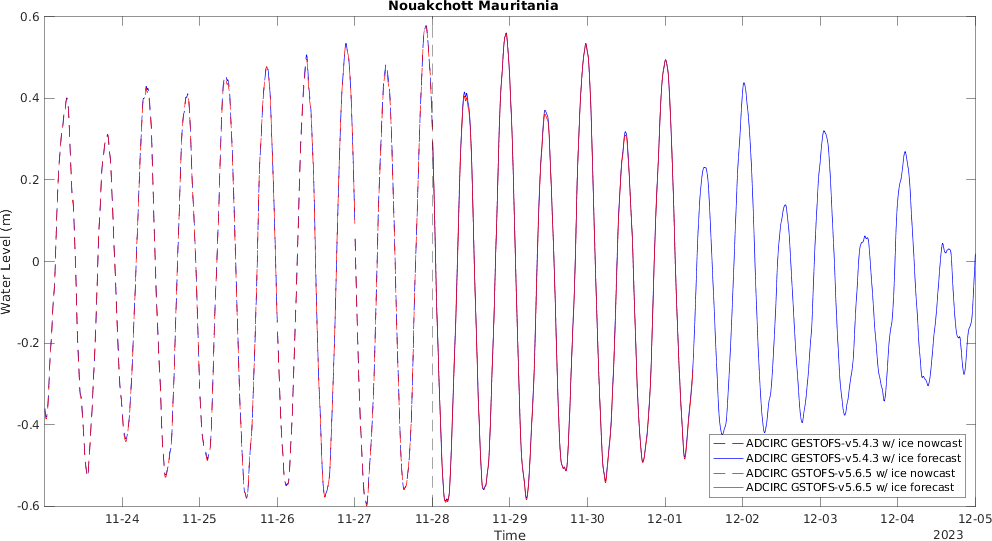 Nouakchott Mauritania
0.6
0.4
0.2
0
-0.2
-0.4
-0.6
Water Level (m)
ADCIRC GESTOFS-v5.4.3 w/ ice nowcast
ADCIRC GESTOFS-v5.4.3 w/ ice forecast
ADCIRC GSTOFS-v5.6.5 w/ ice nowcast
ADCIRC GSTOFS-v5.6.5 w/ ice forecast
11-24 11-25 11-26 11-27 11-28 11-29 11-30 12-01 12-02 12-03 12-04 12-05
Time
2023